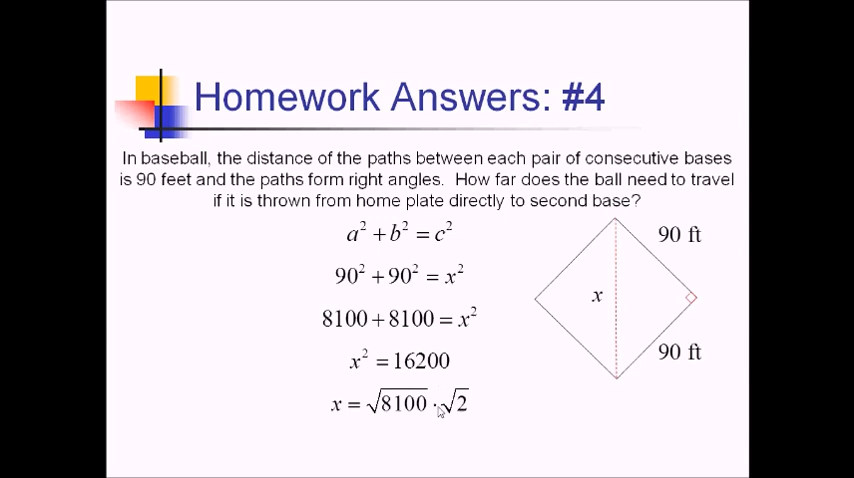 Homework Answers: #4
In baseball, the distance of the paths between each pair of consecutive bases
is 90 feet and the paths form right angles.  How far does the ball need to travel
if it is thrown from home plate directly to second base?
a² + b² = c²
90² + 90² = x²
8100 + 8100 = x²
x² = 16200
x = √8100 · √2
90 ft
x
90 ft